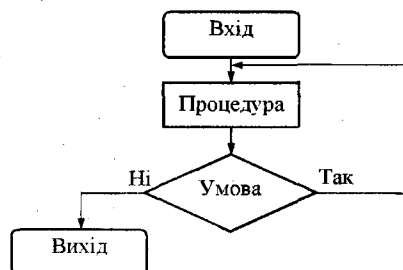 Вхід
Процедура
Ні
Умова
Так
Вихід